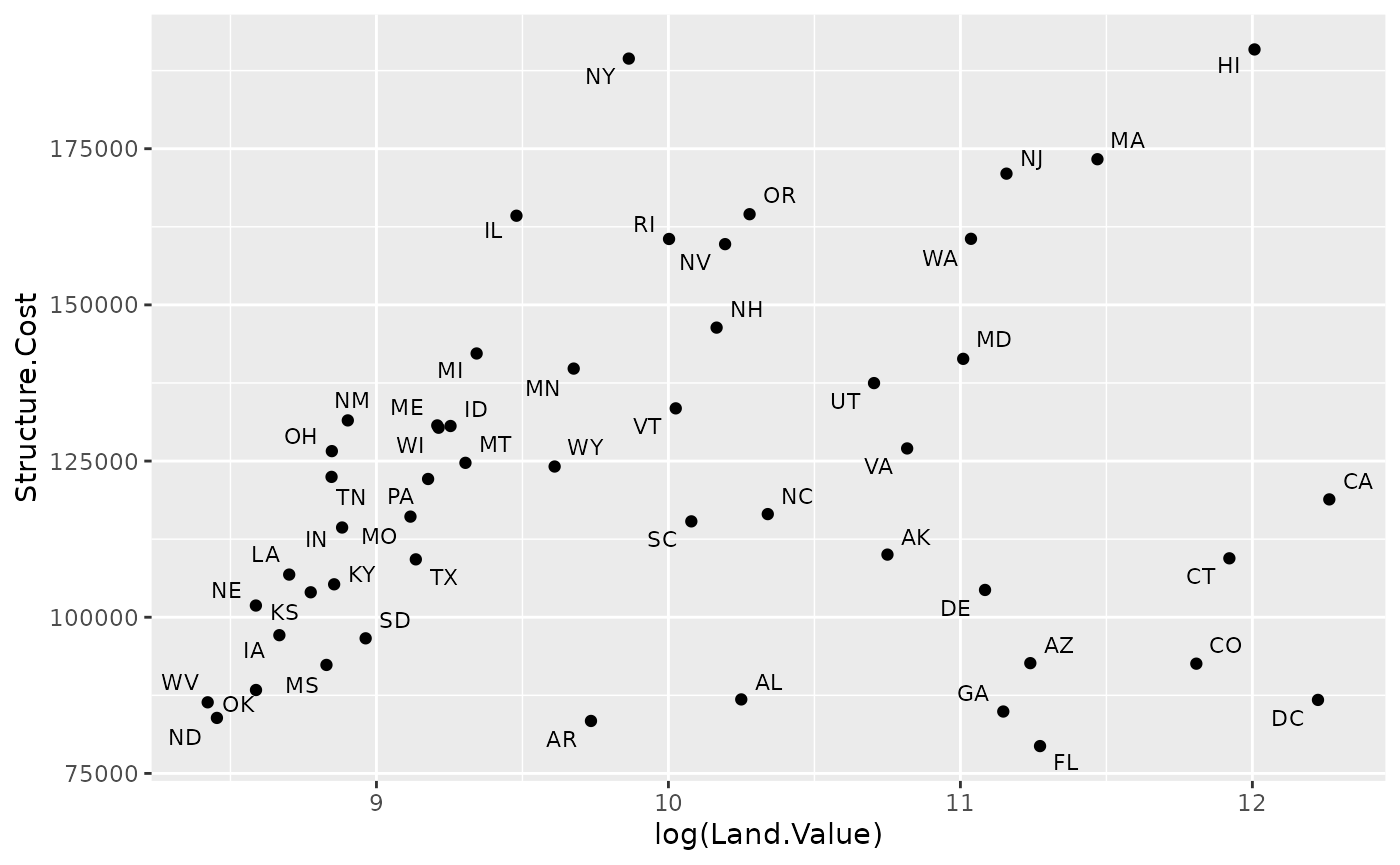 NY
HI
MA
175000
NJ
OR
RI
IL
NV
WA
150000
NH
MD
MI
MN
NM
UT
ME
ID
VT
OH
WI
MT
WY
125000
VA
CA
TN
PA
NC
IN
MO
SC
AK
LA
KY
TX
CT
NE
KS
DE
100000
SD
IA
AZ
CO
WV
MS
AL
GA
OK
DC
ND
AR
FL
75000
9
10
11
12
log(Land.Value)
Structure.Cost